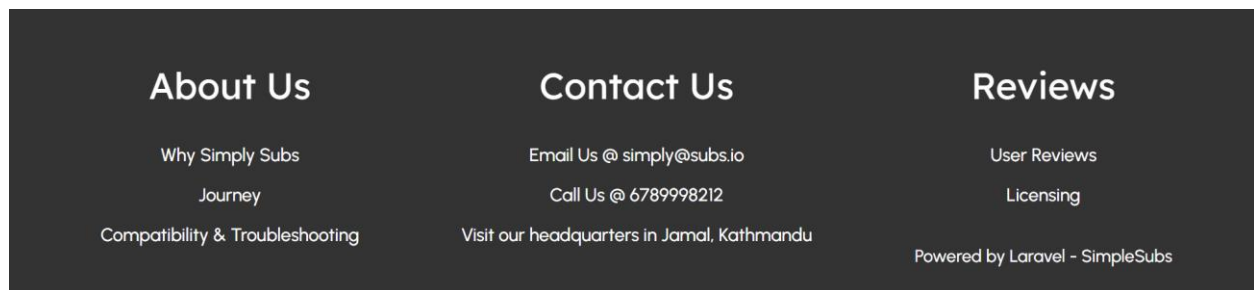 About Us
Why Simply Subs
Journey
Compatibility & Troubleshooting
Contact Us
Email Us @ simply@subs.io
Call Us @ 6789998212
Visit our headquarters in Jamal, Kathmandu
Reviews
User Reviews
Licensing
Powered by Laravel - SimpleSubs